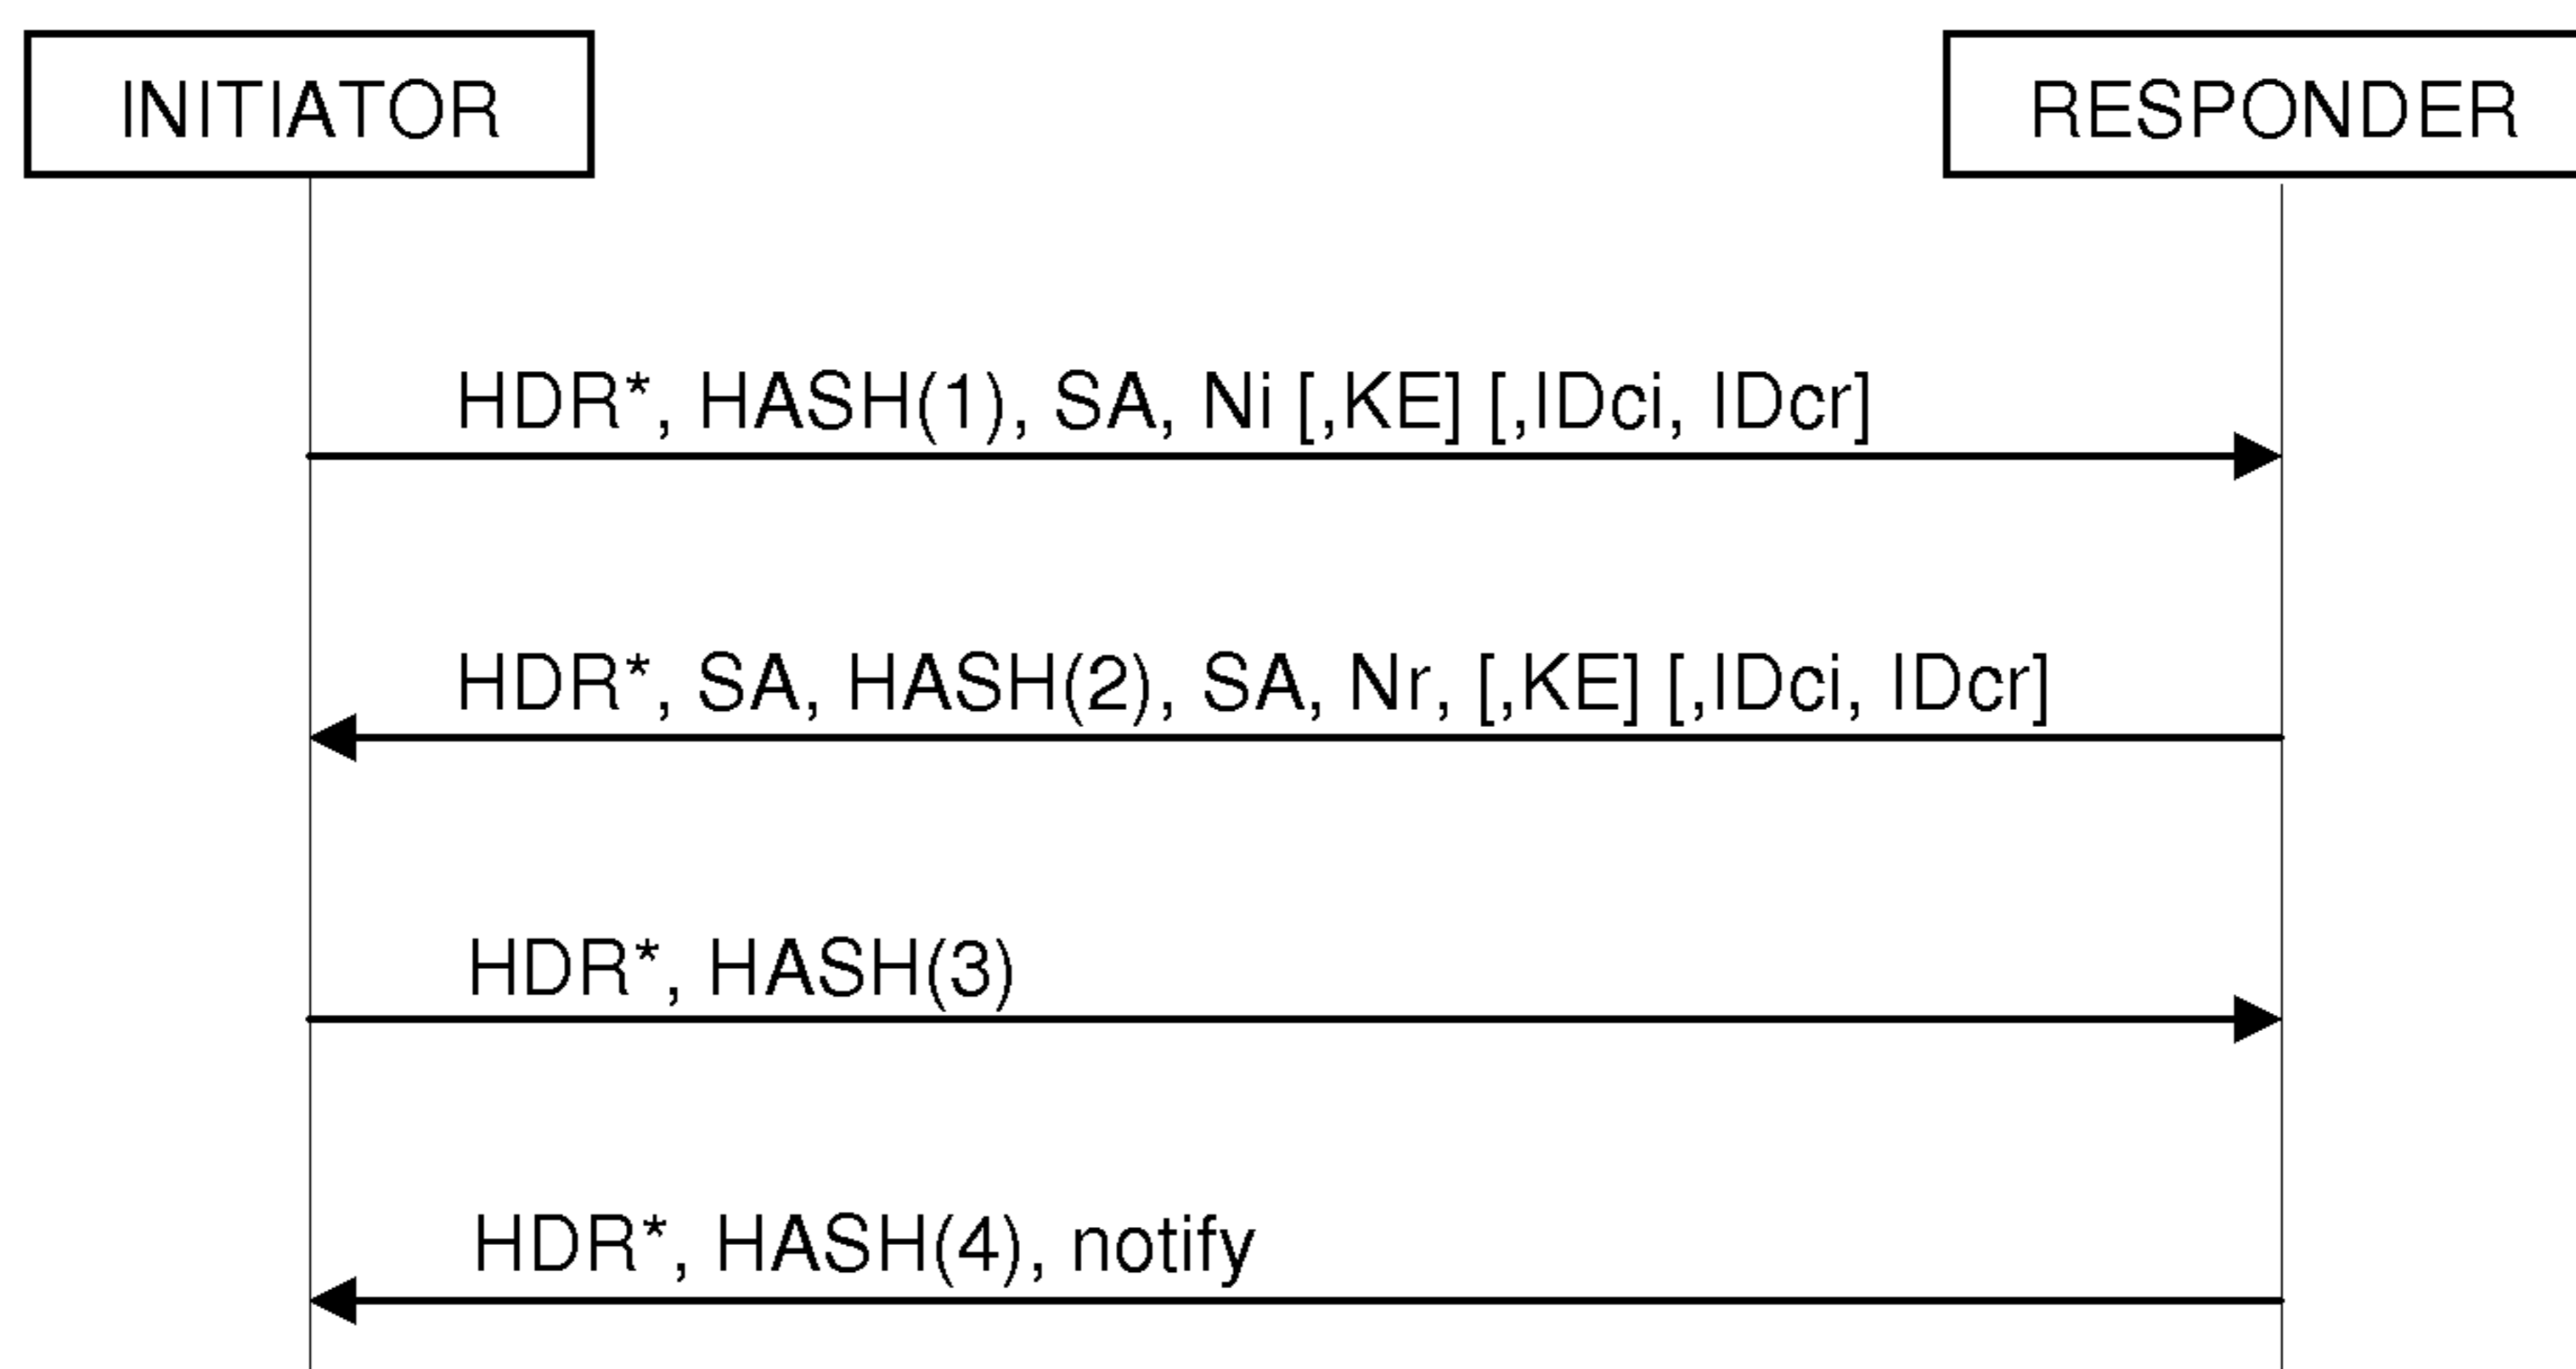 INITIATOR
RESPONDER
HDR*, HASH(1), SA, Ni [,KE] [,IDci, IDcr]
HDR*, SA, HASH(2), SA, Nr, [,KE] [,IDci, IDcr]
HDR*, HASH(3)
HDR*, HASH(4), notify